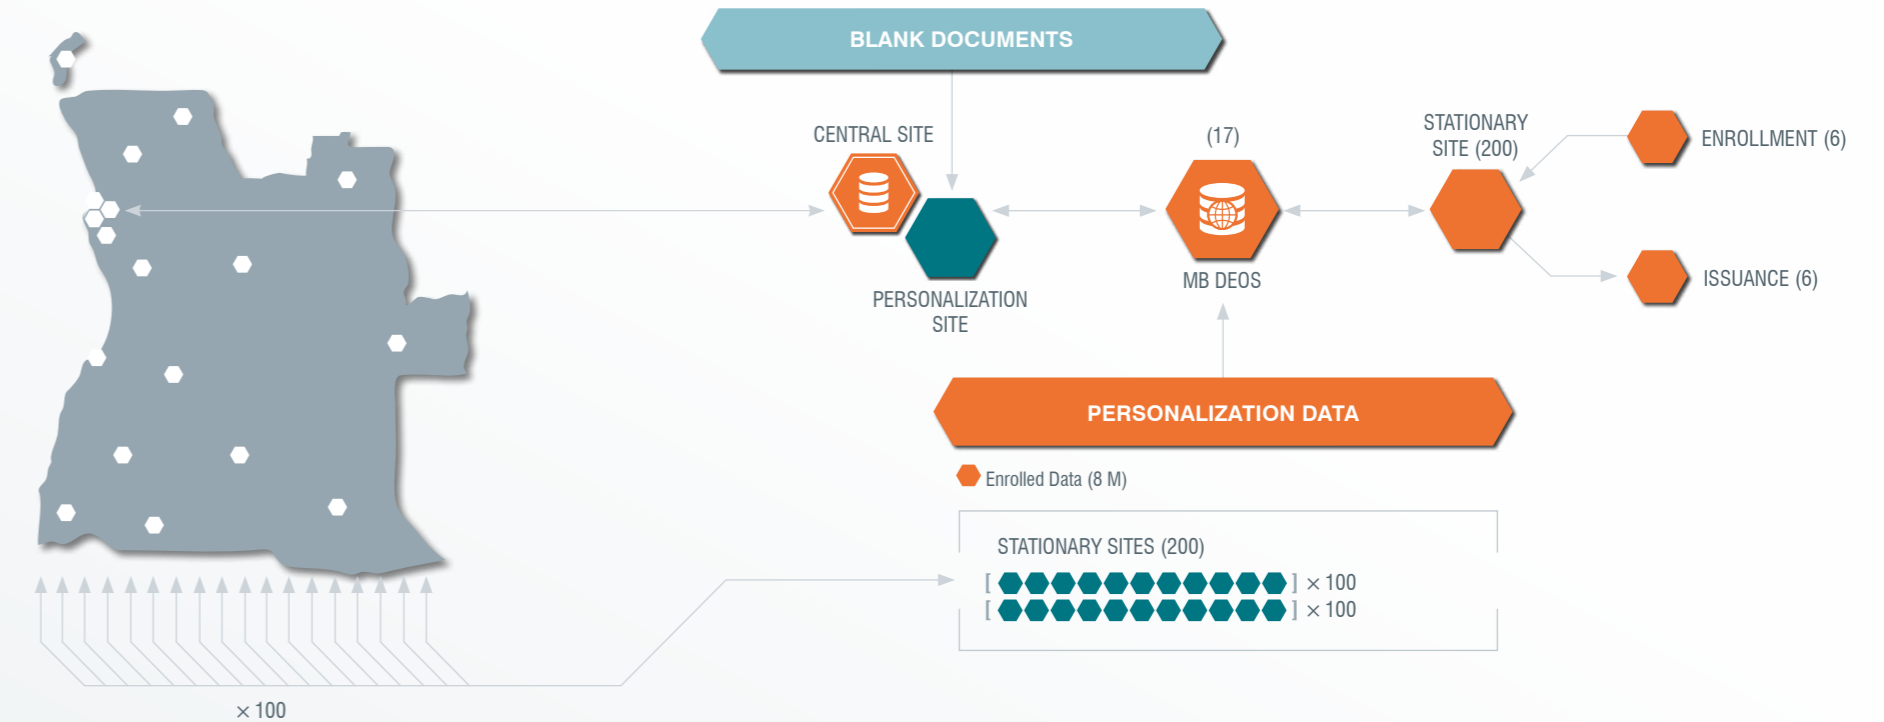 BLANK DOCUMENTS
CENTRAL SITE
(17)
STATIONARY
SITE (200)
ENROLLMENT (6)
MB DEOS
ISSUANCE (6)
PERSONALIZATION
SITE
PERSONALIZATION DATA
Enrolled Data (8 M)
STATIONARY SITES (200)
[ ] × 100
[ ] × 100
× 100